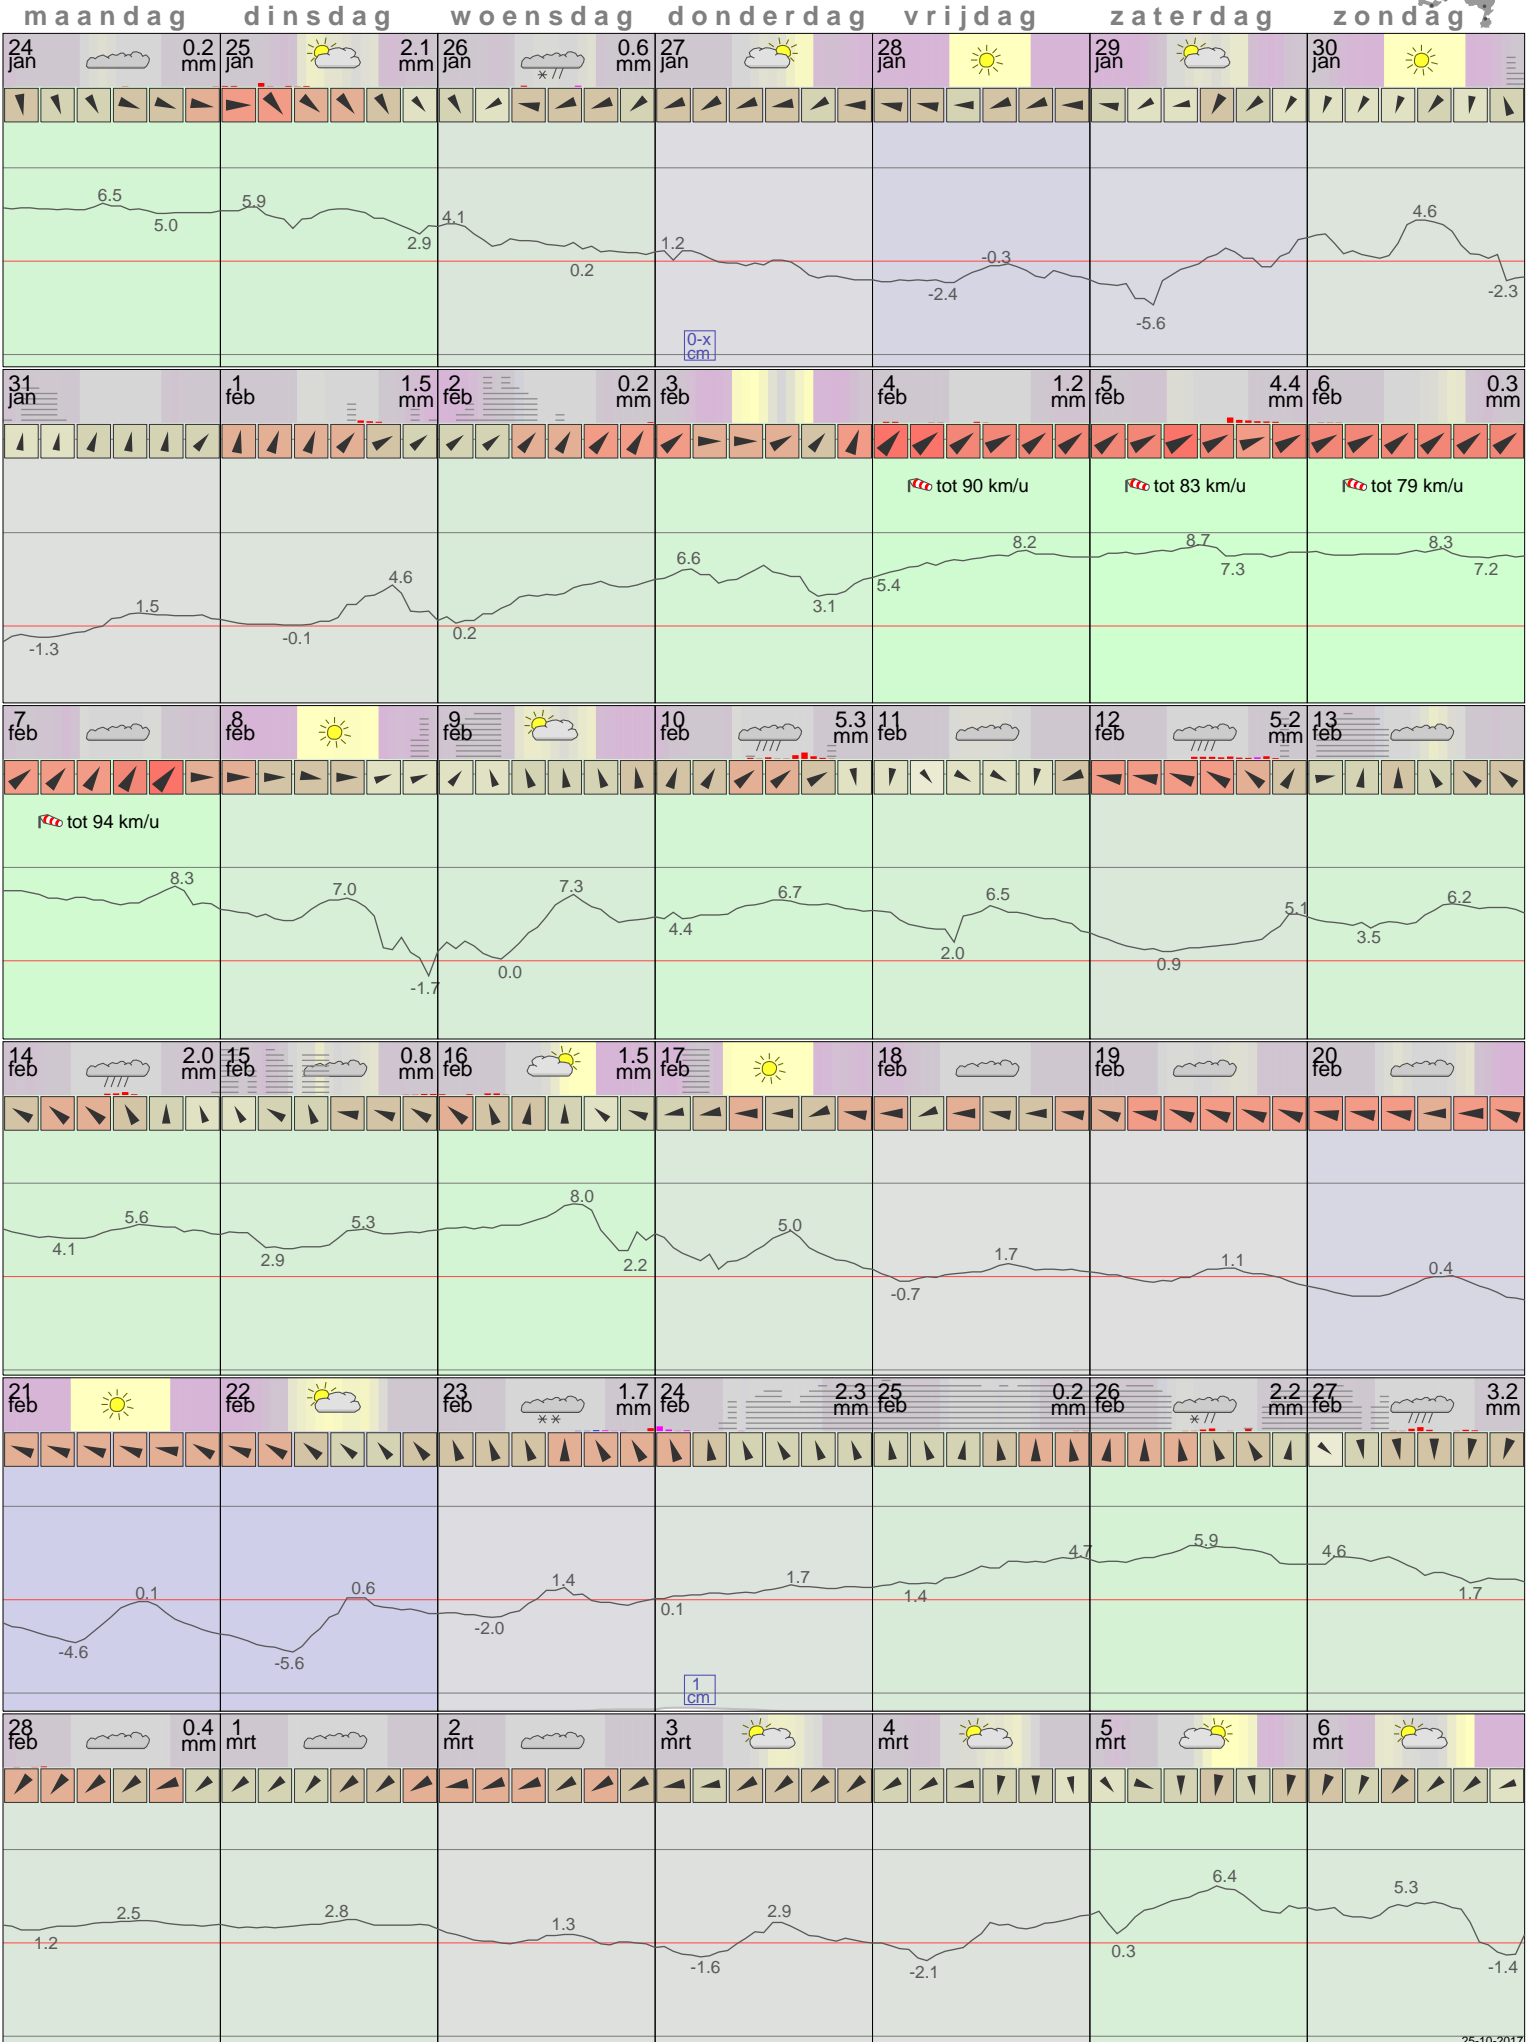 maandag dinsdag woensdag donderdag vrijdag zaterdag zondag
24 jan 0.2 mm 25 jan 2.1 mm 26 jan 0.6 mm 27 jan 28 jan 29 jan 30 jan
6.5 5.0 5.9 2.9 4.1 0.2 1.2 -2.4 -0.3 -5.6 4.6 -2.3
0-x cm
31 jan 1 feb 1.5 mm 2 feb 0.2 mm 3 feb 4 feb 1.2 mm 5 feb 4.4 mm 6 feb 0.3 mm
tot 90 km/u tot 83 km/u tot 79 km/u
-1.3 1.5 -0.1 4.6 0.2 6.6 3.1 5.4 8.2 8.7 7.3 8.3 7.2
7 feb 8 feb 9 feb 10 feb 5.3 mm 11 feb 12 feb 5.2 mm 13 feb
tot 94 km/u
8.3 7.0 -1.7 0.0 7.3 4.4 6.7 2.0 6.5 0.9 5.1 3.5 6.2
14 feb 2.0 mm 15 feb 0.8 mm 16 feb 1.5 mm 17 feb 18 feb 19 feb 20 feb
4.1 5.6 2.9 5.3 8.0 2.2 5.0 -0.7 1.7 1.1 0.4
21 feb 22 feb 23 feb 1.7 mm 24 feb 2.3 mm 25 feb 0.2 mm 26 feb 2.2 mm 27 feb 3.2 mm
-4.6 0.1 -5.6 0.6 -2.0 1.4 0.1 1.7 1.4 4.7 5.9 4.6 1.7
1 cm
28 feb 0.4 mm 1 mrt 2 mrt 3 mrt 4 mrt 5 mrt 6 mrt
1.2 2.5 2.8 1.3 -1.6 2.9 -2.1 0.3 6.4 5.3 -1.4
25-10-2017